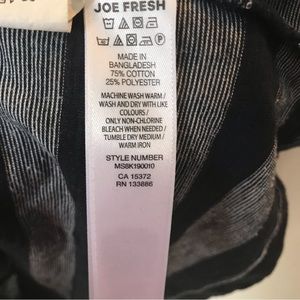 JOE FRESH
MADE IN
BANGLADESH
75% COTTON
25% POLYESTER
MACHINE WASH WARM /
WASH AND DRY WITH LIKE
COLOURS /
ONLY NON-CHLORINE
BLEACH WHEN NEEDED /
TUMBLE DRY MEDIUM /
WARM IRON
STYLE NUMBER
MS8K190010
CA 15372
RN 133886